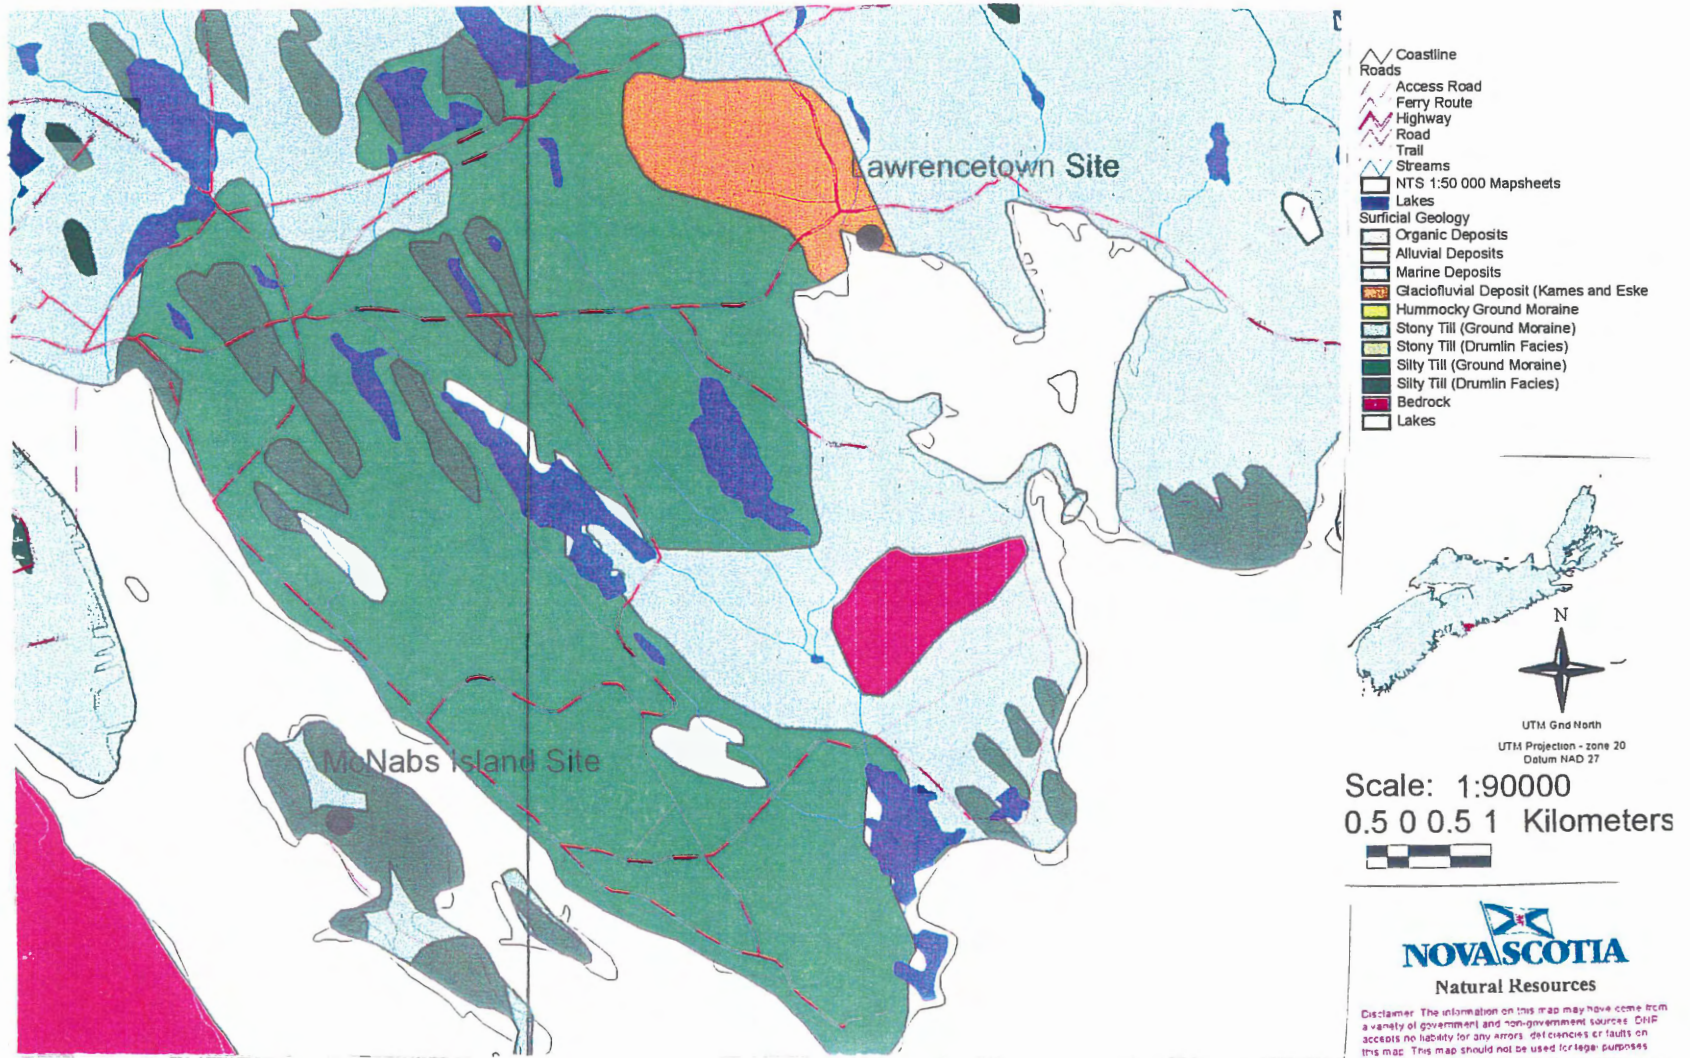 Lawrencetown Site
McNabs Island Site
Coastline
Roads
Access Road
Ferry Route
Highway
Road
Trail
Streams
NTS 1:50 000 Mapsheets
Lakes
Surficial Geology
Organic Deposits
Alluvial Deposits
Marine Deposits
Glaciofluvial Deposit (Kames and Eske
Hummocky Ground Moraine
Stony Till (Ground Moraine)
Stony Till (Drumlin Facies)
Silty Till (Ground Moraine)
Silty Till (Drumlin Facies)
Bedrock
Lakes
N
UTM Grid North
UTM Projection - zone 20
Datum NAD 27
Scale: 1:90000
0.5 0 0.5 1 Kilometers
NOVA SCOTIA
Natural Resources
Disclaimer The information on this map may have come from
a variety of government and non-government sources DNR
accepts no liability for any errors deficiencies or faults on
this map This map should not be used for legal purposes